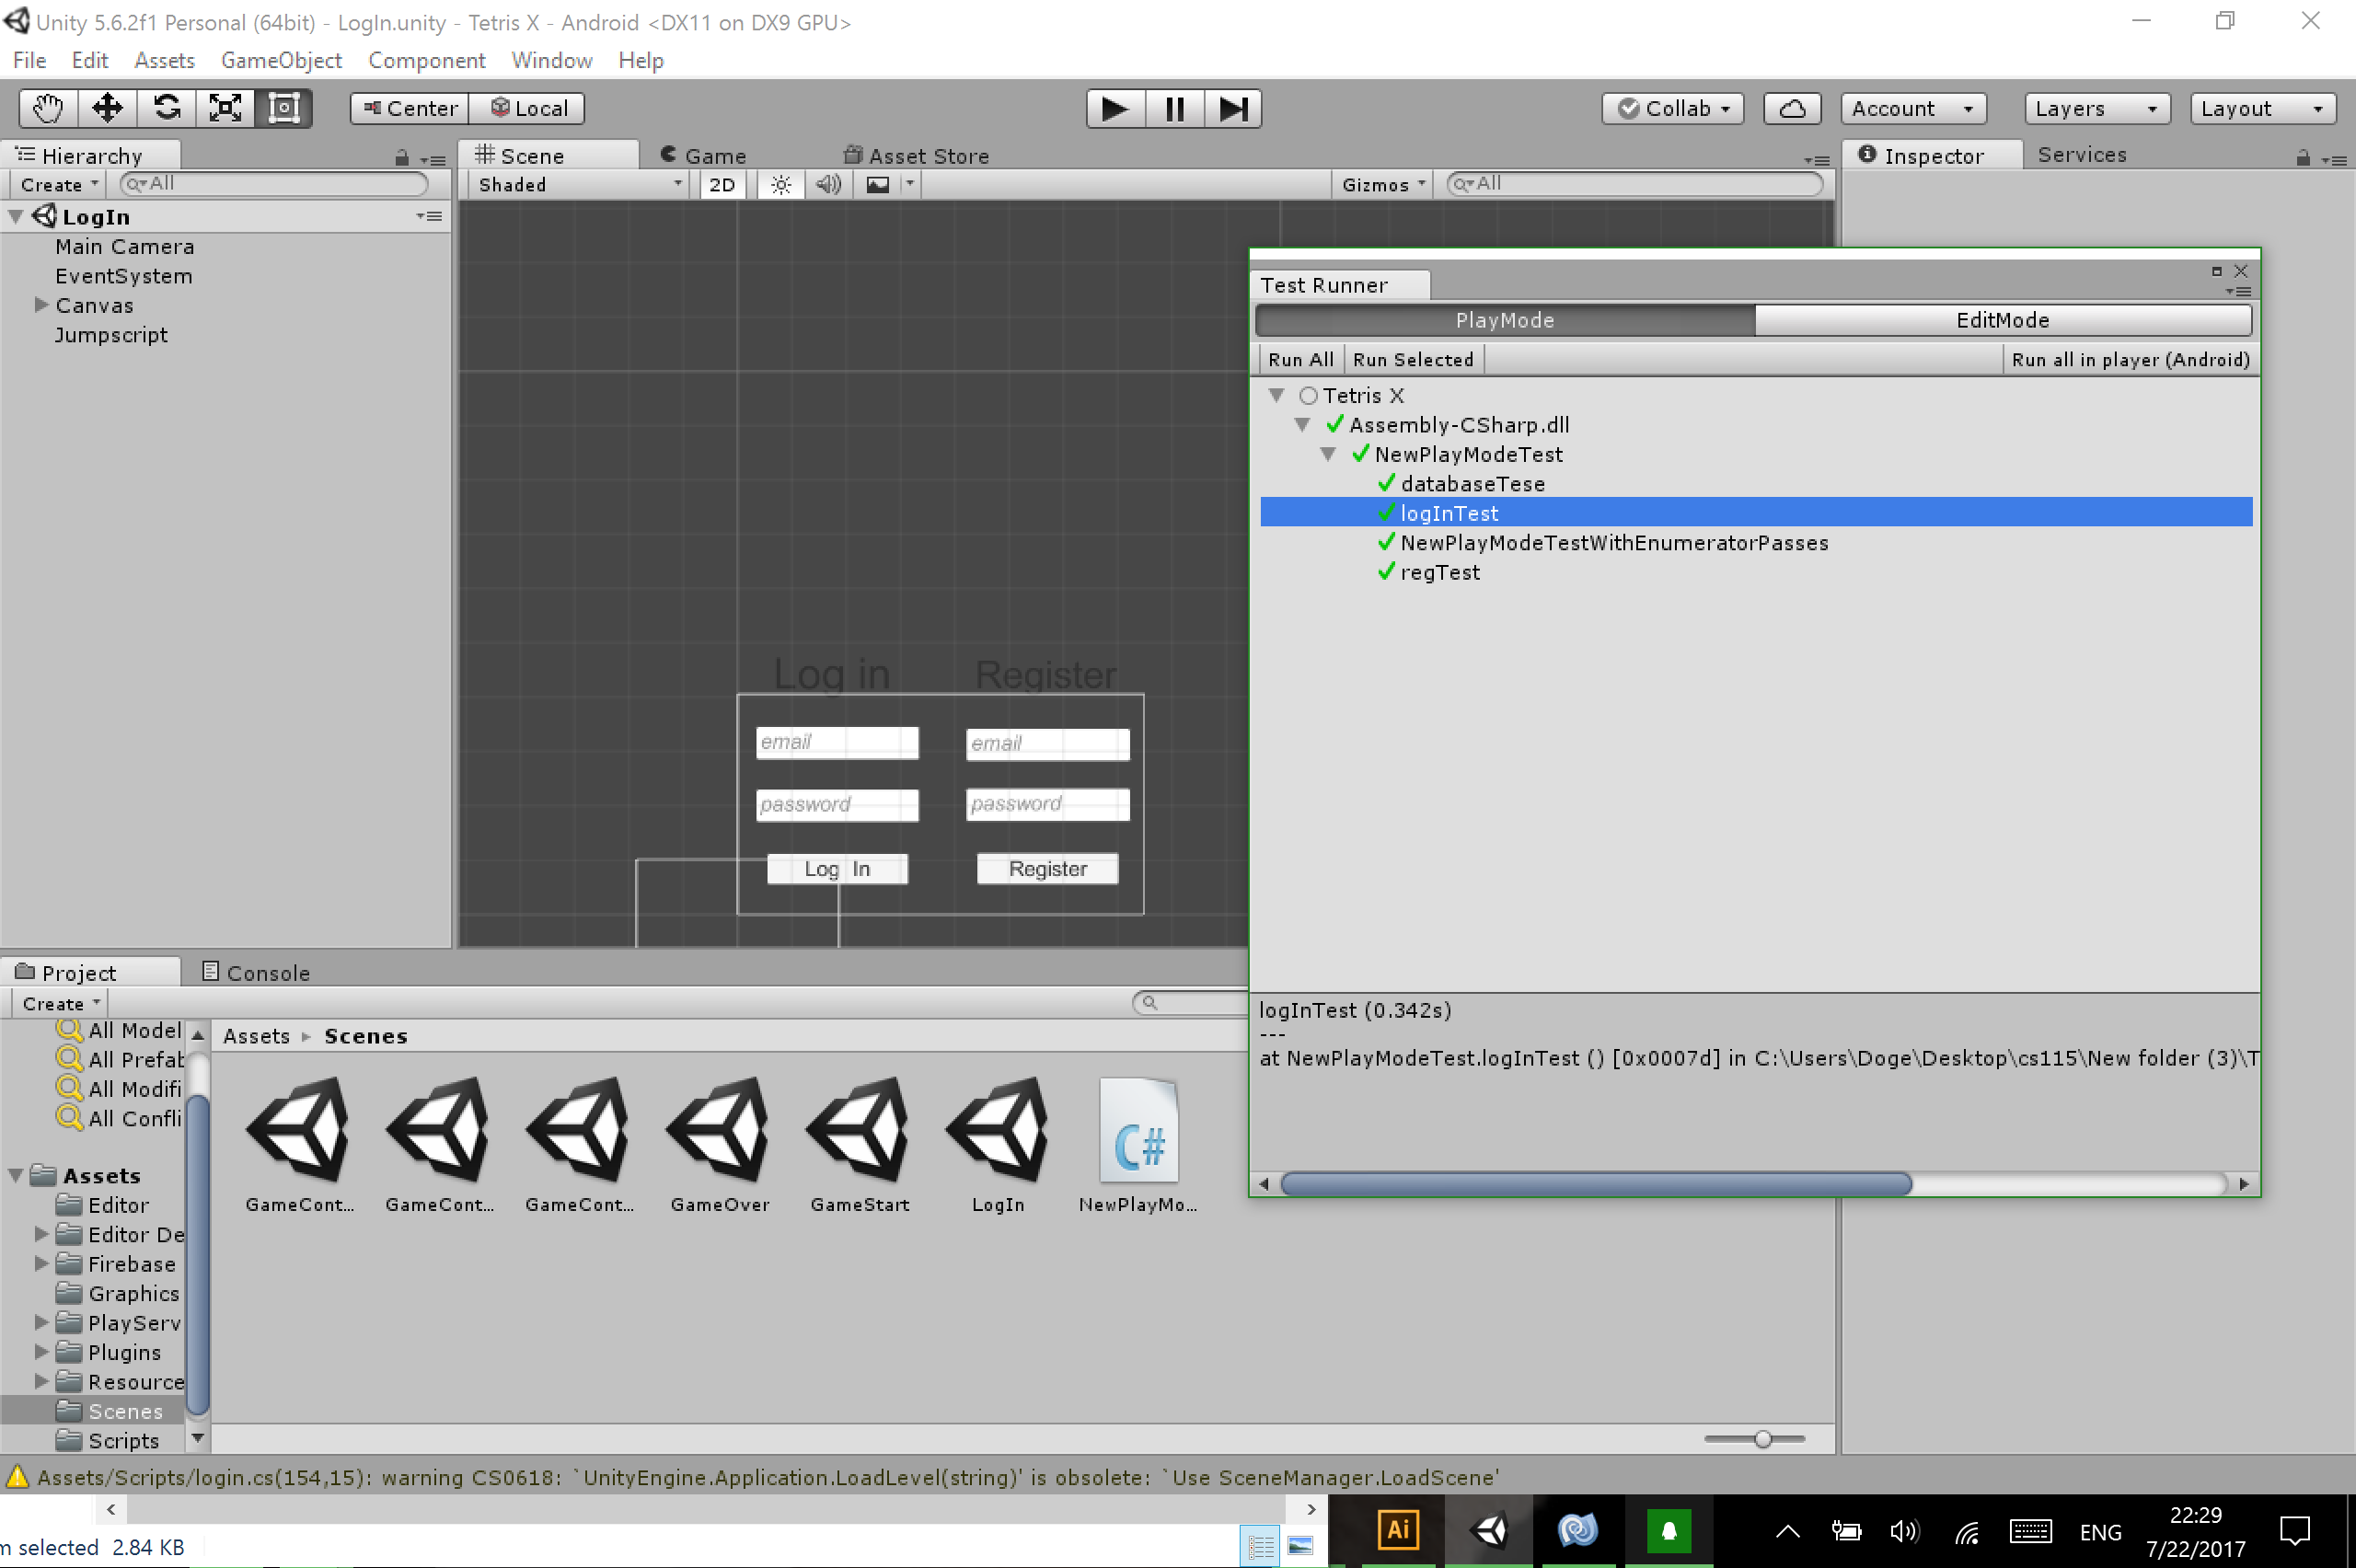 Unity 5.6.2f1 Personal (64bit) - LogIn.unity - Tetris X - Android <DX11 on DX9 GPU>
File Edit Assets GameObject Component Window Help
Center Local Collab Account Layers Layout
Hierarchy
Create All
LogIn
Main Camera
EventSystem
Canvas
Jumpscript
Scene Game Asset Store
Shaded 2D Gizmos All
Inspector Services
Log in Register
email email
password password
Log In Register
Test Runner
PlayMode EditMode
Run All Run Selected Run all in player (Android)
Tetris X
Assembly-CSharp.dll
NewPlayModeTest
databaseTese
logInTest
NewPlayModeTestWithEnumeratorPasses
regTest
logInTest (0.342s)
---
at NewPlayModeTest.logInTest () [0x0007d] in C:\Users\Doge\Desktop\cs115\New folder (3)\T
Project Console
Create
All Model
All Prefab
All Modifi
All Confli
Assets
Editor
Editor De
Firebase
Graphics
PlayServ
Plugins
Resource
Scenes
Scripts
Assets Scenes
GameCont... GameCont... GameCont... GameOver GameStart LogIn NewPlayMo...
C#
Assets/Scripts/login.cs(154,15): warning CS0618: `UnityEngine.Application.LoadLevel(string)' is obsolete: `Use SceneManager.LoadScene'
m selected 2.84 KB
Ai
ENG
22:29
7/22/2017